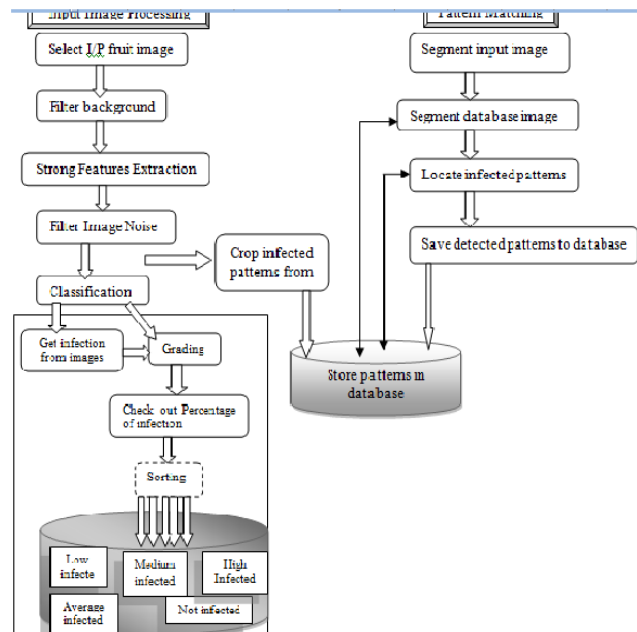 Input Image Processing
Select I/P fruit image
Filter background
Strong Features Extraction
Filter Image Noise
Classification
Get infection
from images
Grading
Check out Percentage
of infection
Sorting
Low
infecte
Medium
infected
High
Infected
Average
infected
Not infected
Crop infected
patterns from
Pattern Matching
Segment input image
Segment database image
Locate infected patterns
Save detected patterns to database
Store patterns in
database